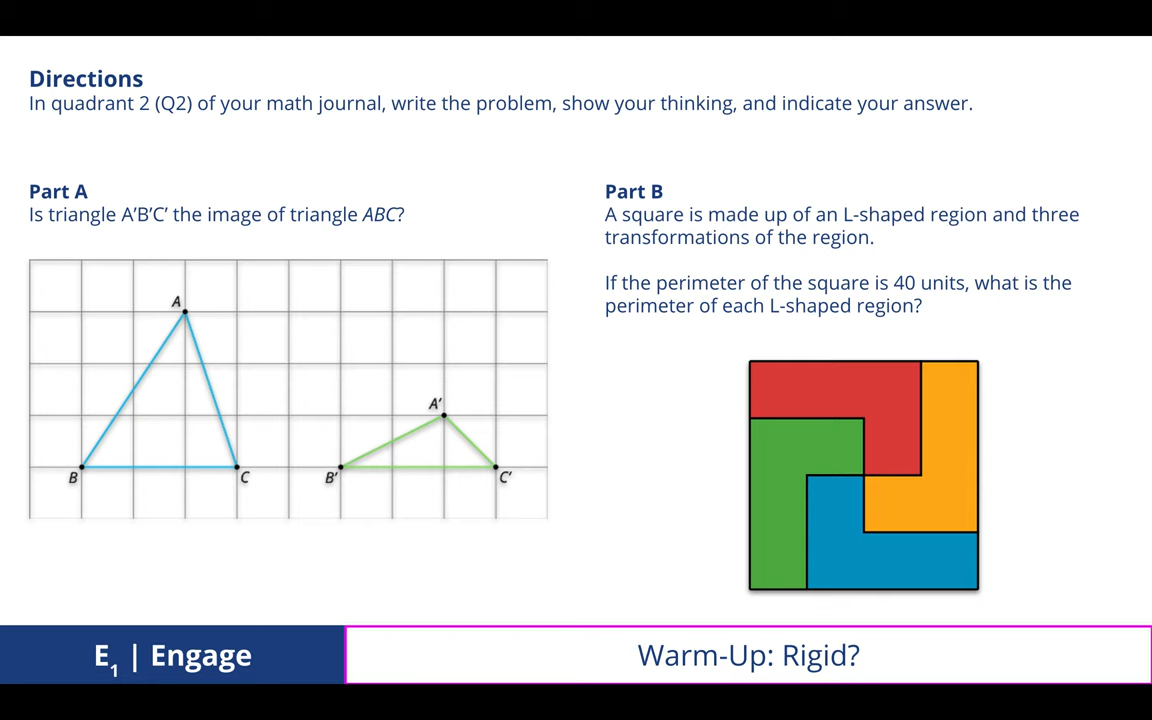 Directions
In quadrant 2 (Q2) of your math journal, write the problem, show your thinking, and indicate your answer.
Part A
Is triangle A’B’C’ the image of triangle ABC?
A
B
C
A'
B'
C'
Part B
A square is made up of an L-shaped region and three
transformations of the region.
If the perimeter of the square is 40 units, what is the
perimeter of each L-shaped region?
E1 | Engage
Warm-Up: Rigid?